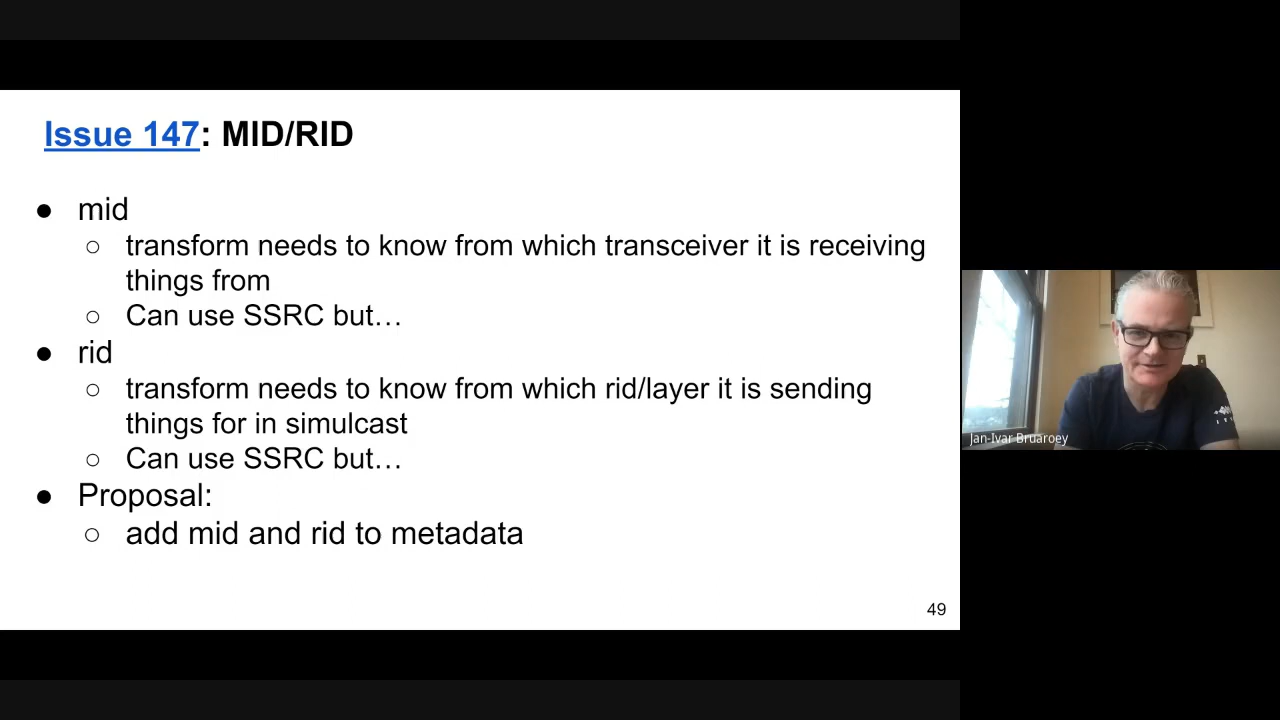 Issue 147: MID/RID
● mid
○ transform needs to know from which transceiver it is receiving
things from
○ Can use SSRC but…
● rid
○ transform needs to know from which rid/layer it is sending
things for in simulcast
○ Can use SSRC but…
● Proposal:
○ add mid and rid to metadata
49
Jan-Ivar Bruaroey